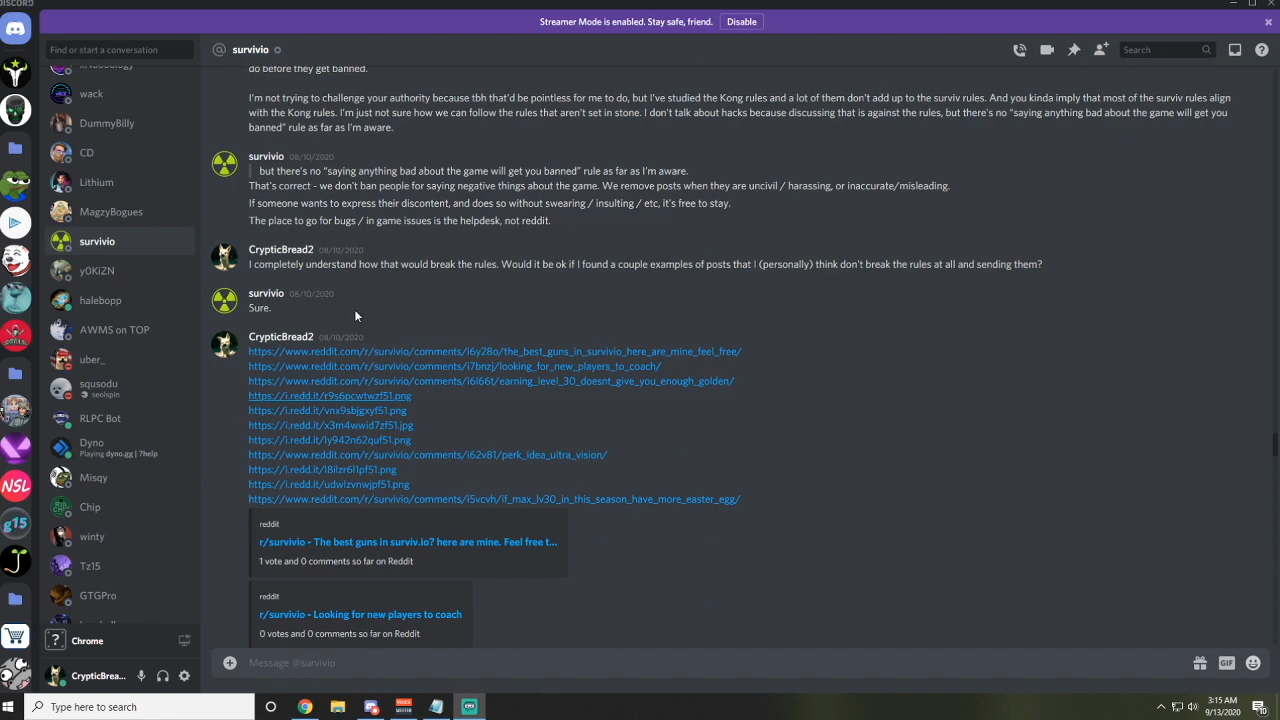 DISCORD
Streamer Mode is enabled. Stay safe, friend. Disable
Find or start a conversation
survivio
Search
wack
DummyBilly
CD
Lithium
MagzyBogues
survivio
y0KiZN
halebopp
AWMS on TOP
uber_
squsodu
seolspin
RLPC Bot
Dyno
Playing dyno.gg | ?help
Misqy
Chip
winty
Tz15
GTGPro
Chrome
CrypticBrea...
do before they get banned.
I'm not trying to challenge your authority because tbh that'd be pointless for me to do, but I've studied the Kong rules and a lot of them don't add up to the surviv rules. And you kinda imply that most of the surviv rules align
with the Kong rules. I'm just not sure how we can follow the rules that aren't set in stone. I don't talk about hacks because discussing that is against the rules, but there's no “saying anything bad about the game will get you
banned” rule as far as I'm aware.
survivio 08/10/2020
but there's no “saying anything bad about the game will get you banned” rule as far as I'm aware.
That's correct - we don't ban people for saying negative things about the game. We remove posts when they are uncivil / harassing, or inaccurate/misleading.
If someone wants to express their discontent, and does so without swearing / insulting / etc, it's free to stay.
The place to go for bugs / in game issues is the helpdesk, not reddit.
CrypticBread2 08/10/2020
I completely understand how that would break the rules. Would it be ok if I found a couple examples of posts that I (personally) think don't break the rules at all and sending them?
survivio 08/10/2020
Sure.
CrypticBread2 08/10/2020
https://www.reddit.com/r/survivio/comments/i6y28o/the_best_guns_in_survivio_here_are_mine_feel_free/
https://www.reddit.com/r/survivio/comments/i7bnzj/looking_for_new_players_to_coach/
https://www.reddit.com/r/survivio/comments/i6l66t/earning_level_30_doesnt_give_you_enough_golden/
https://i.redd.it/r9s6pcwtwzf51.png
https://i.redd.it/vnx9sbjgxyf51.png
https://i.redd.it/x3m4wwid7zf51.jpg
https://i.redd.it/ly942n62quf51.png
https://www.reddit.com/r/survivio/comments/i62v81/perk_idea_ultra_vision/
https://i.redd.it/l8ilzr6l1pf51.png
https://i.redd.it/udwlzvnwjpf51.png
https://www.reddit.com/r/survivio/comments/i5vcvh/if_max_lv30_in_this_season_have_more_easter_egg/
reddit
r/survivio - The best guns in surviv.io? here are mine. Feel free t...
1 vote and 0 comments so far on Reddit
reddit
r/survivio - Looking for new players to coach
0 votes and 0 comments so far on Reddit
Message @survivio
GIF
NSL
g15
Type here to search
VOICE
MEETER
3:15 AM
9/13/2020
10